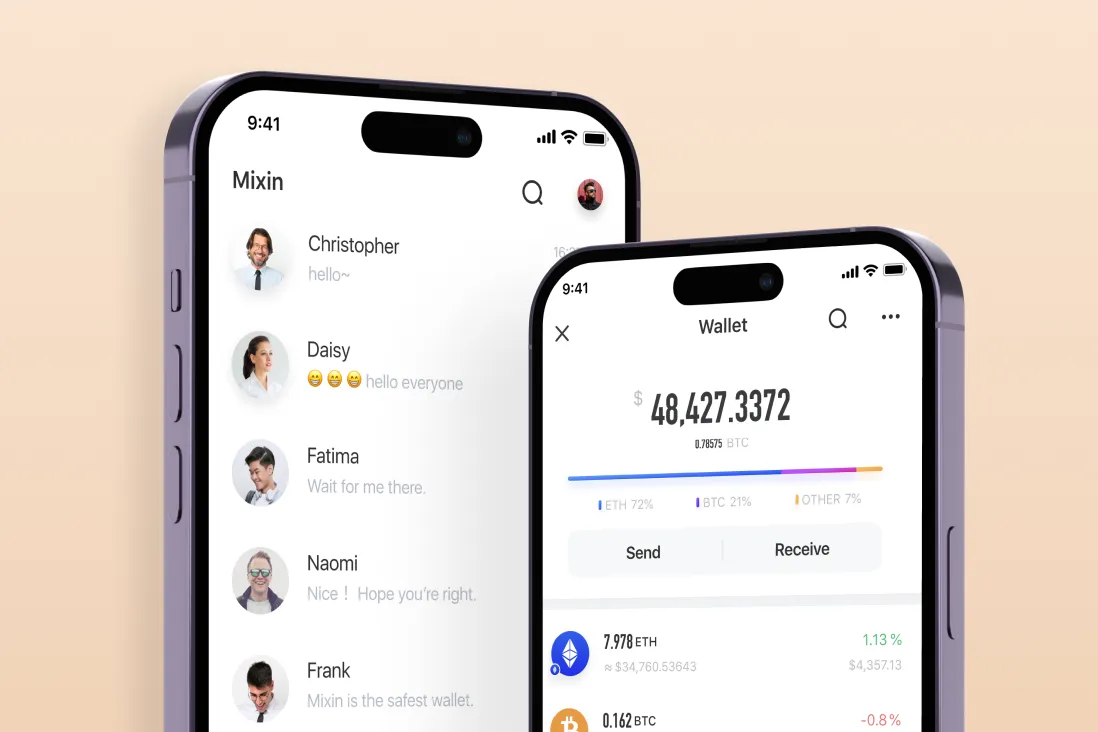 9:41
Mixin
Christopher
hello~
Daisy
😁😁😁 hello everyone
Fatima
Wait for me there.
Naomi
Nice！ Hope you're right.
Frank
Mixin is the safest wallet.
9:41
Wallet
$ 48,427.3372
0.78575 BTC
ETH 72% BTC 21% OTHER 7%
Send Receive
7.978 ETH 1.13 %
≈ $34,760.53643 $4,357.13
0.162 BTC -0.8 %